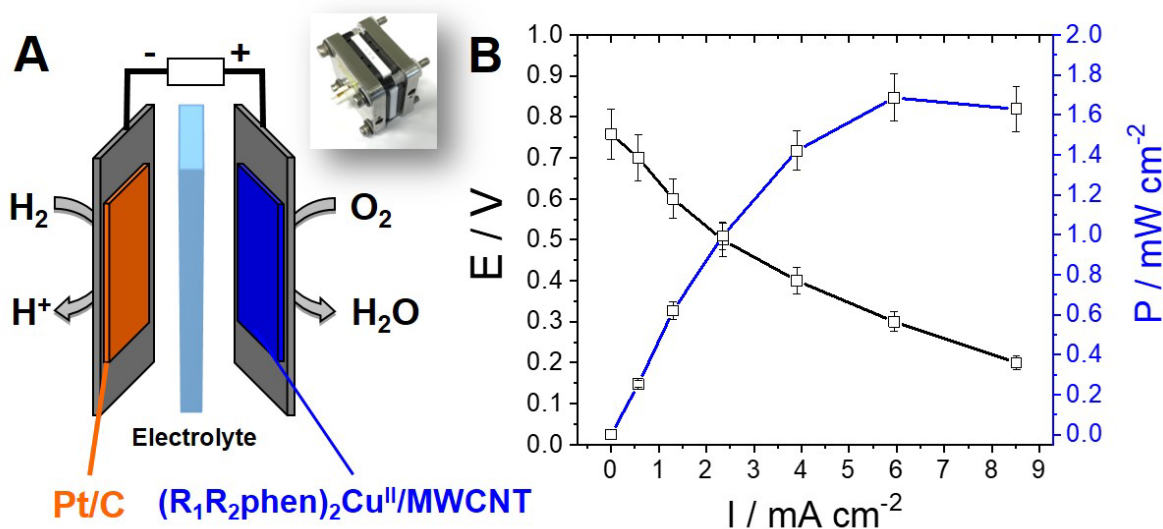 A
- +
H₂
O₂
H⁺
H₂O
Electrolyte
Pt/C
(R₁R₂phen)₂Cuᴵᴵ/MWCNT
B
E / V
1.0
0.9
0.8
0.7
0.6
0.5
0.4
0.3
0.2
0.1
0.0
0 1 2 3 4 5 6 7 8 9
I / mA cm⁻²
2.0
1.8
1.6
1.4
1.2
1.0
0.8
0.6
0.4
0.2
0.0
P / mW cm⁻²